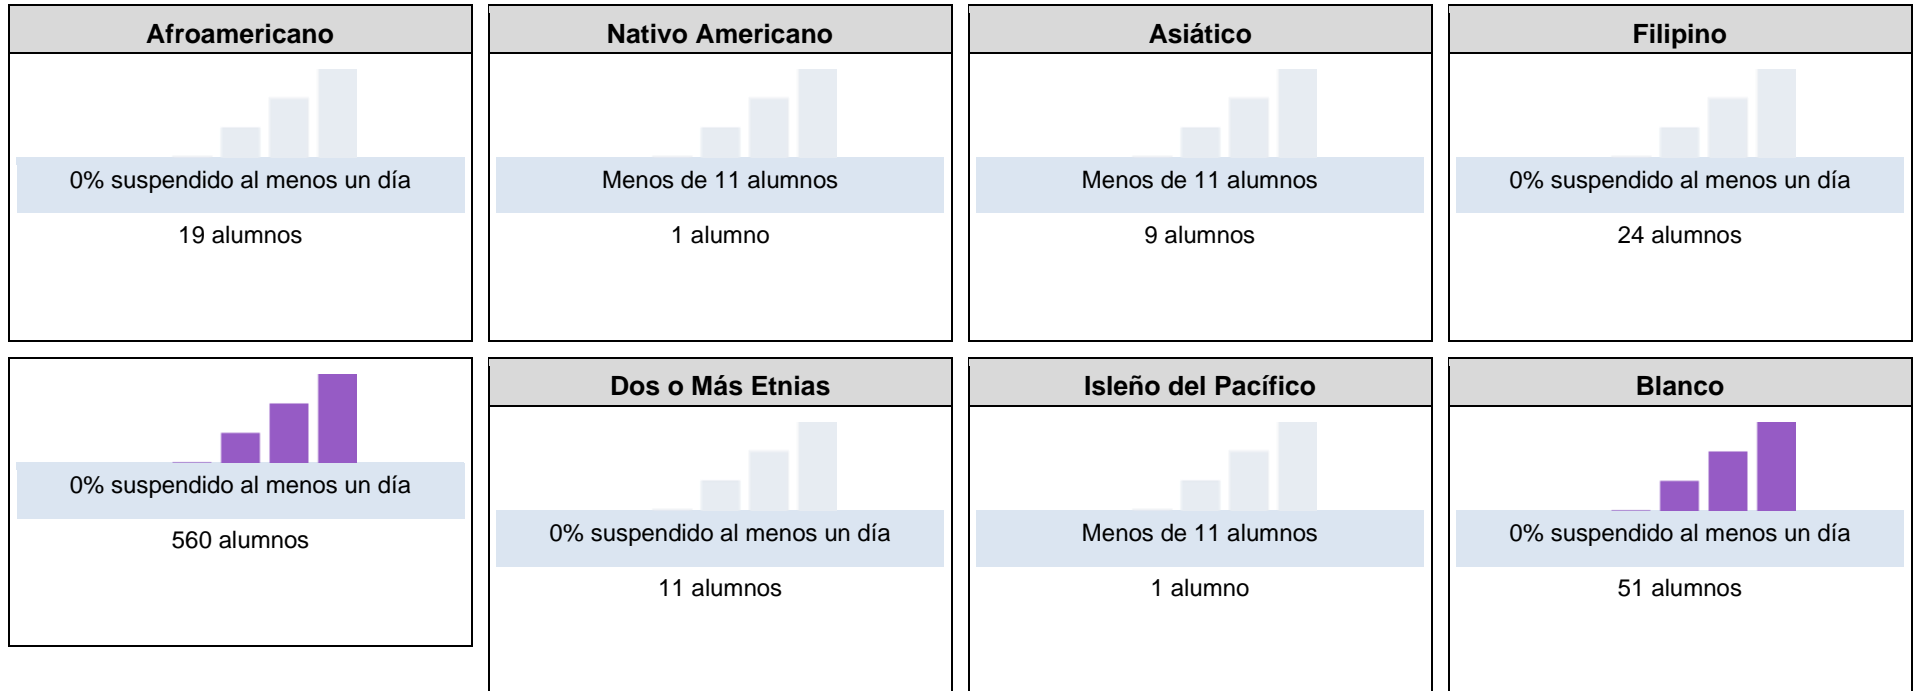 Afroamericano
0% suspendido al menos un día
19 alumnos
Nativo Americano
Menos de 11 alumnos
1 alumno
Asiático
Menos de 11 alumnos
9 alumnos
Filipino
0% suspendido al menos un día
24 alumnos
0% suspendido al menos un día
560 alumnos
Dos o Más Etnias
0% suspendido al menos un día
11 alumnos
Isleño del Pacífico
Menos de 11 alumnos
1 alumno
Blanco
0% suspendido al menos un día
51 alumnos